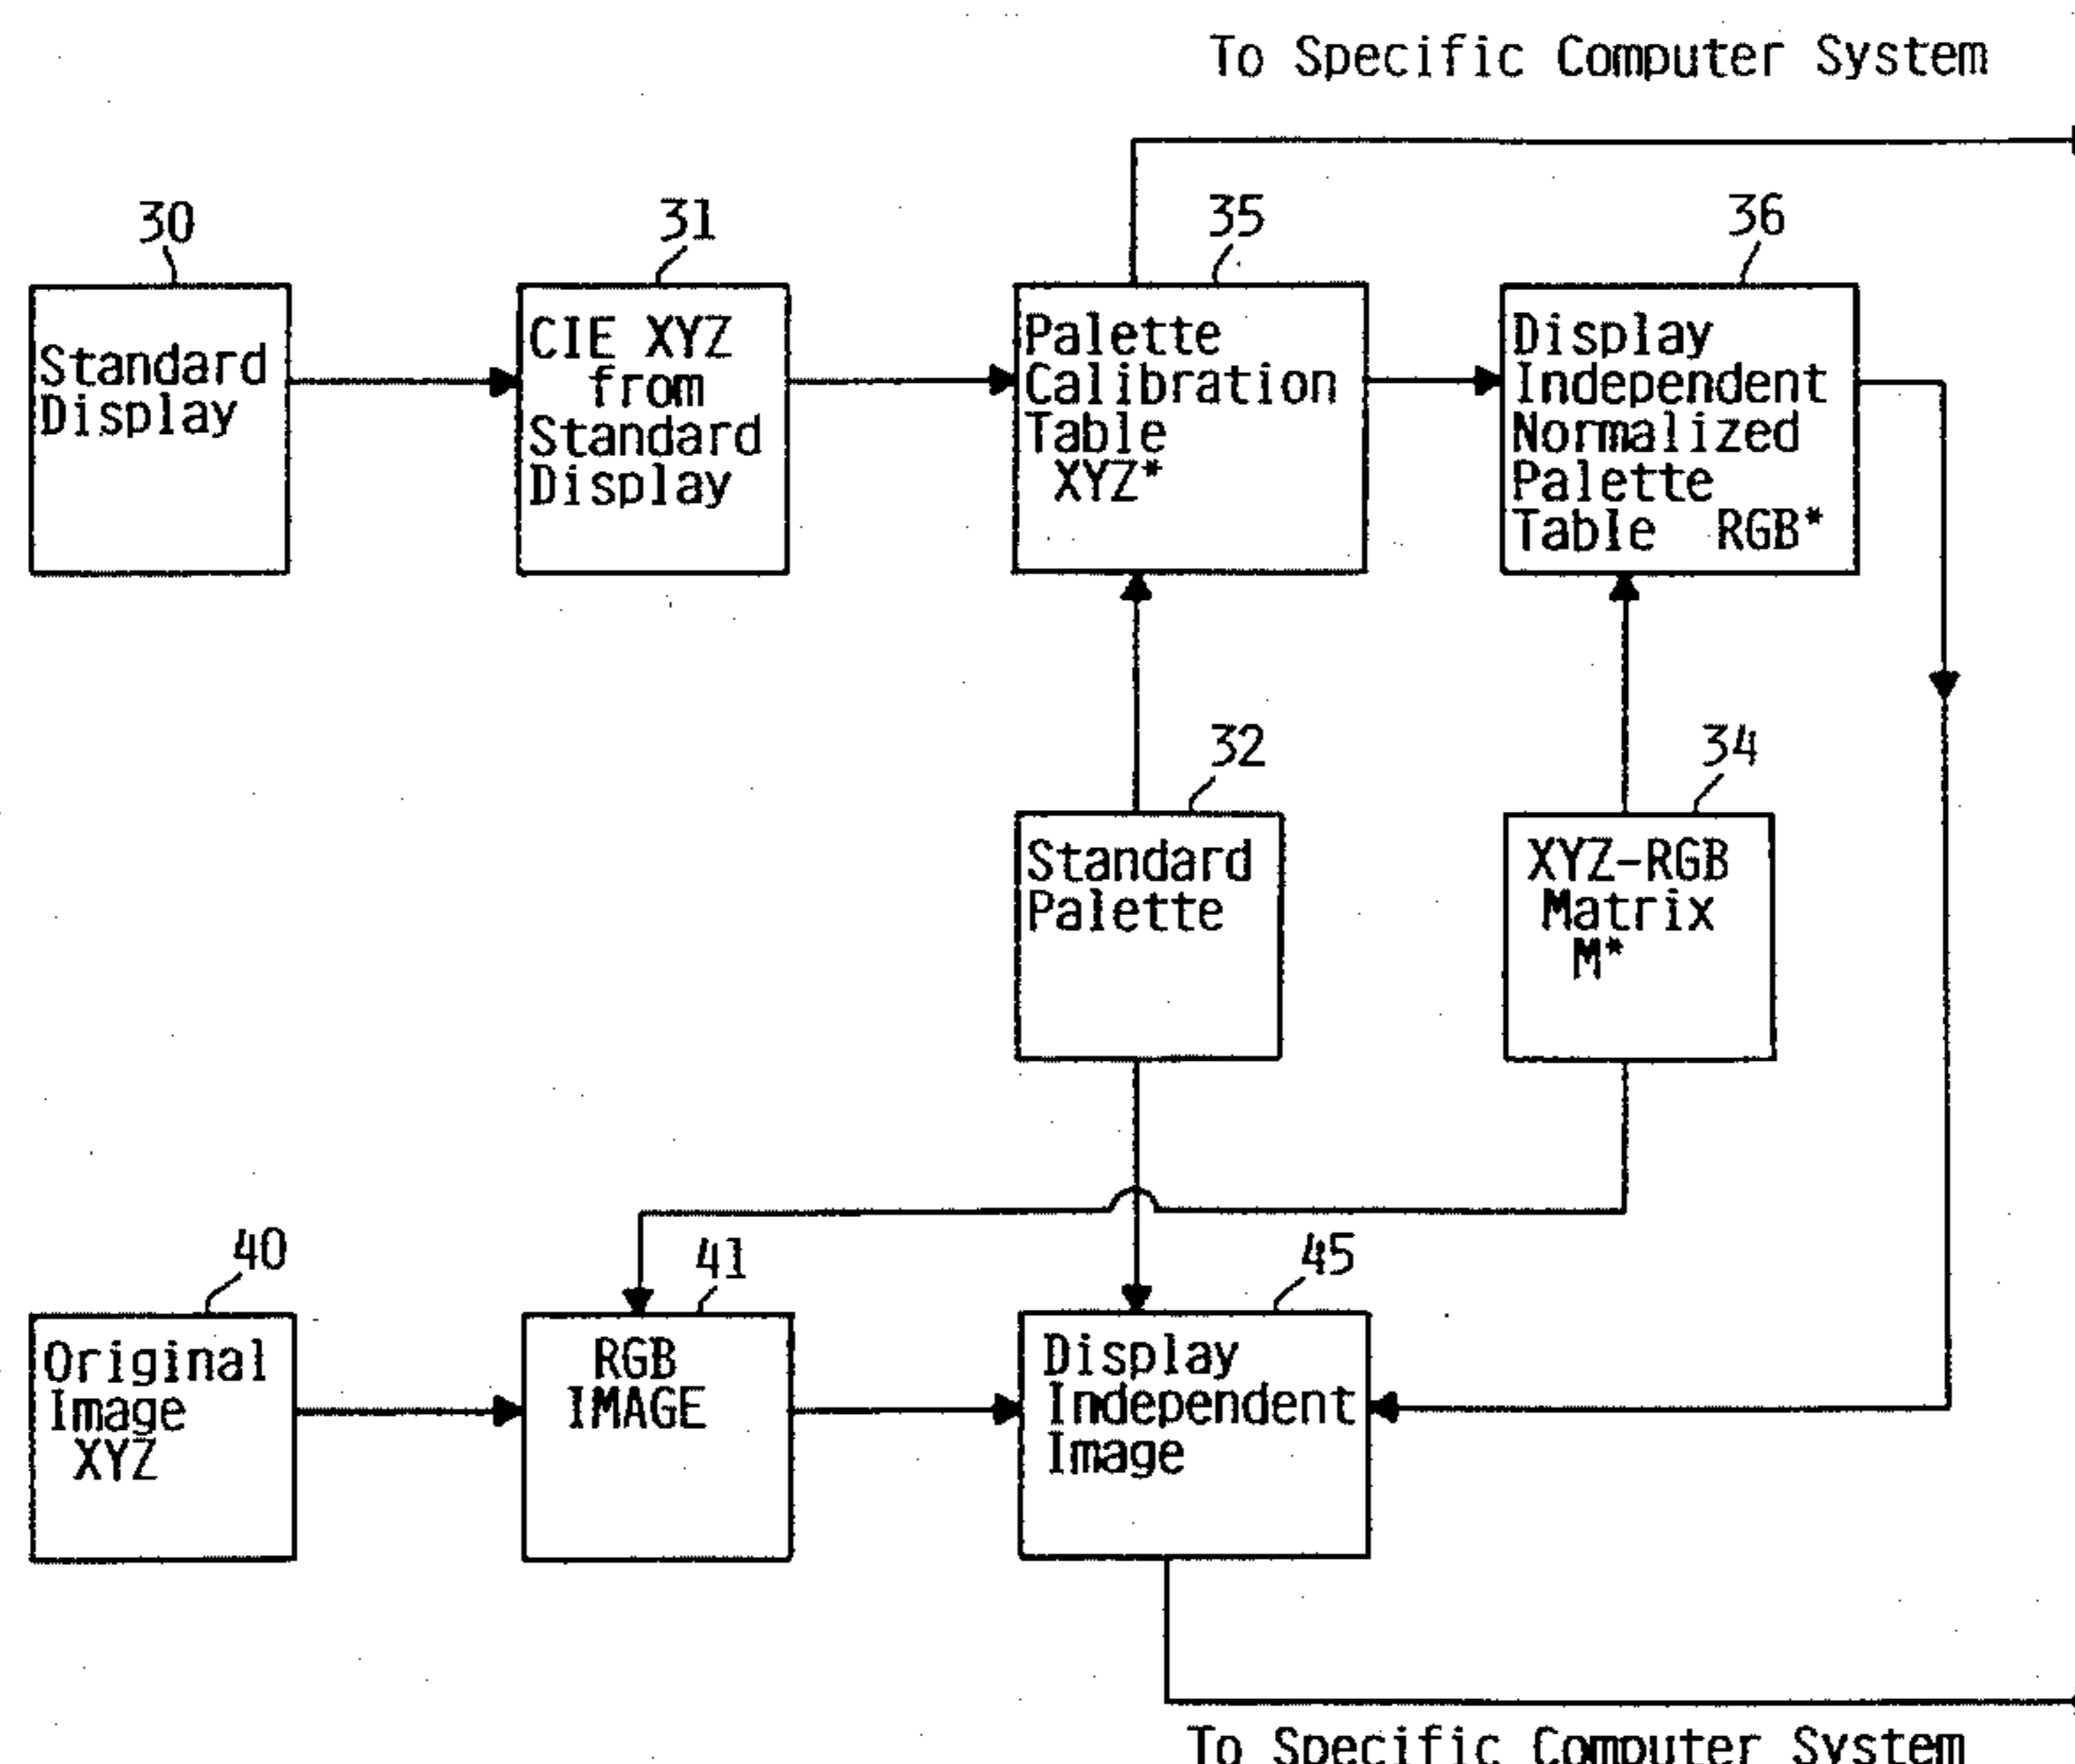 To Specific Computer System
30
31
35
36
Standard
Display
CIE XYZ
from
Standard
Display
Palette
Calibration
Table
XYZ*
Display
Independent
Normalized
Palette
Table RGB*
32
34
Standard
Palette
XYZ-RGB
Matrix
M*
40
41
45
Original
Image
XYZ
RGB
IMAGE
Display
Independent
Image
To Specific Computer System